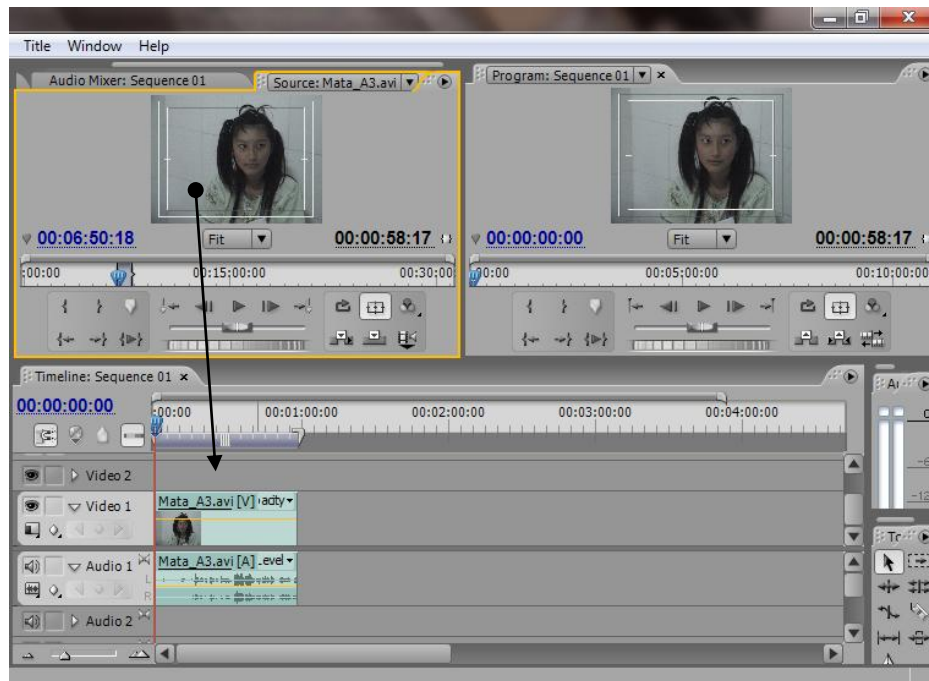 Title Window Help
Audio Mixer: Sequence 01
Source: Mata_A3.avi
Program: Sequence 01
00:06:50:18
Fit
00:00:58:17
00:00:00:00
Fit
00:00:58:17
:00:00
00:15:00:00
00:30:00
00:00
00:05:00:00
00:10:00:00
Timeline: Sequence 01
00:00:00:00
:00:00
00:01:00:00
00:02:00:00
00:03:00:00
00:04:00:00
Video 2
Video 1
Mata_A3.avi [V] acity
Audio 1
Mata_A3.avi [A] .evel
L
R
Audio 2
-6
-12